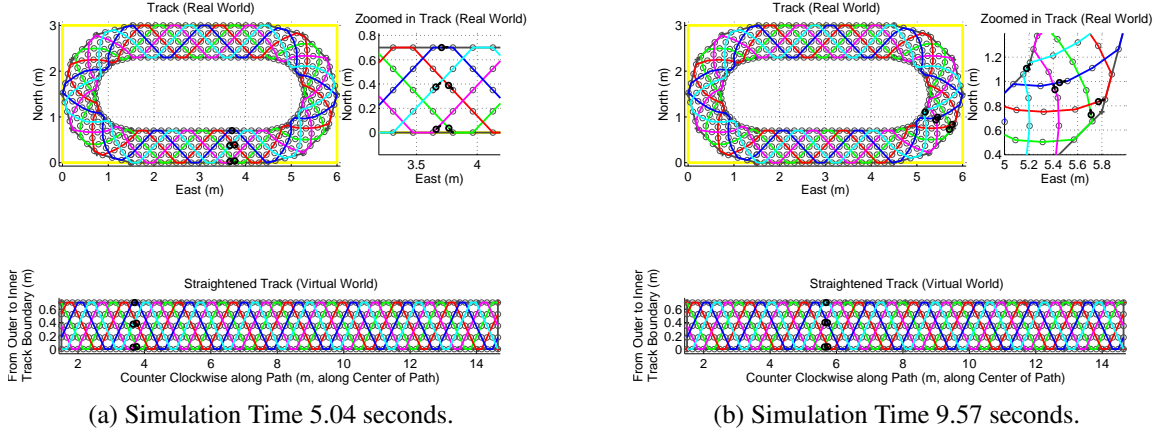 Track (Real World)
3
2
1
0
North (m)
0 1 2 3 4 5 6
East (m)
Zoomed in Track (Real World)
0.8
0.6
0.4
0.2
0
North (m)
3.5 4
East (m)
Straightened Track (Virtual World)
From Outer to Inner
Track Boundary (m)
0.6
0.4
0.2
0
2 4 6 8 10 12 14
Counter Clockwise along Path (m, along Center of Path)
(a) Simulation Time 5.04 seconds.
Track (Real World)
3
2
1
0
North (m)
0 1 2 3 4 5 6
East (m)
Zoomed in Track (Real World)
1.2
1
0.8
0.6
0.4
North (m)
5 5.2 5.4 5.6 5.8
East (m)
Straightened Track (Virtual World)
From Outer to Inner
Track Boundary (m)
0.6
0.4
0.2
0
2 4 6 8 10 12 14
Counter Clockwise along Path (m, along Center of Path)
(b) Simulation Time 9.57 seconds.